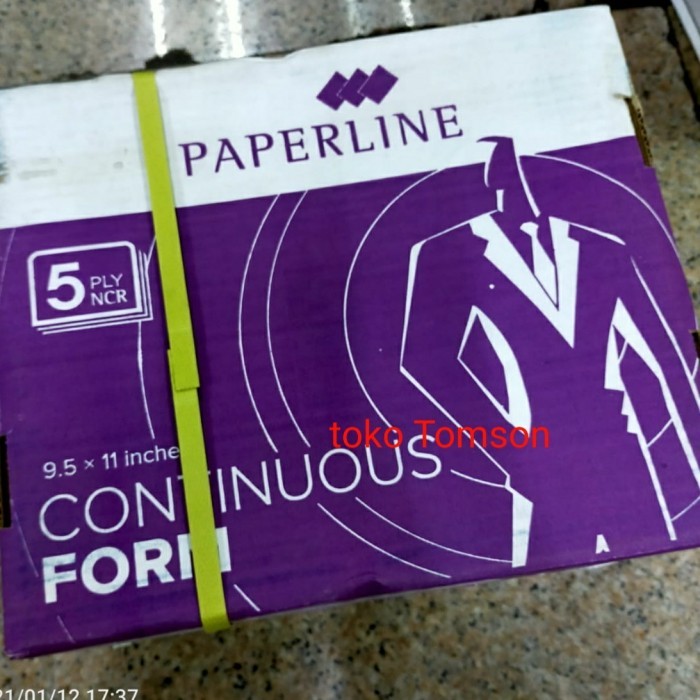 PAPERLINE
5 PLY
NCR
toko Tomson
9.5 × 11 inche
CONTINUOUS
FORM
21/01/12 17:37